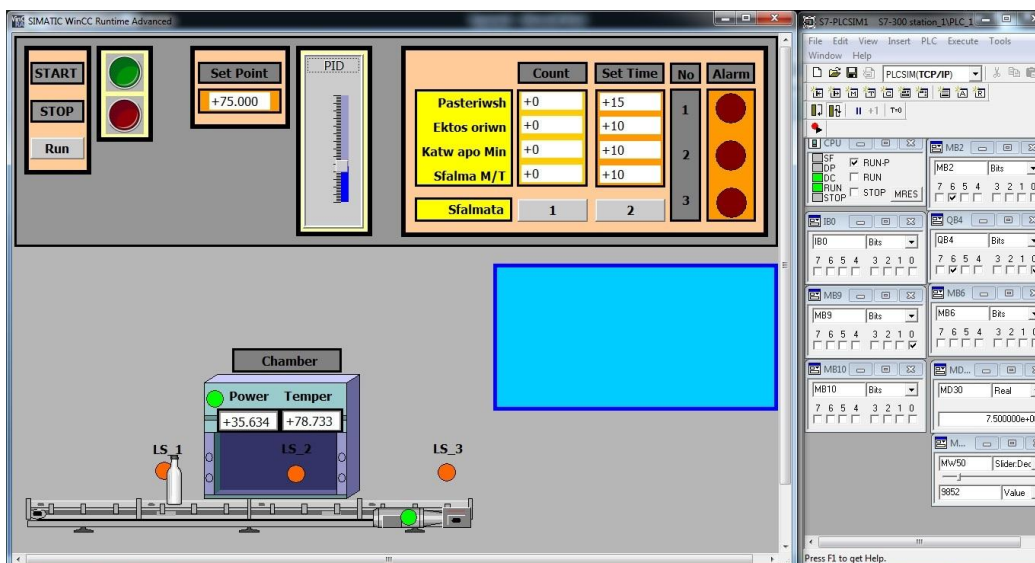 SIMATIC WinCC Runtime Advanced
START
STOP
Run
Set Point
+75.000
PID
Count Set Time No Alarm
Pasteriwsh +0 +15 1
Ektos oriwn +0 +10
Katw apo Min +0 +10 2
Sfalma M/T +0 +10
Sfalmata 1 2 3
Chamber
Power Temper
+35.634 +78.733
LS_1 LS_2 LS_3
S7-PLCSIM1 S7-300 station_1\PLC_1
File Edit View Insert PLC Execute Tools
Window Help
PLCSIM(TCP/IP)
+1 T=0
CPU
SF
DP
DC
RUN
STOP
RUN-P
RUN
STOP MRES
MB2
MB2 Bits
7 6 5 4 3 2 1 0
IB0
IB0 Bits
7 6 5 4 3 2 1 0
QB4
QB4 Bits
7 6 5 4 3 2 1 0
MB9
MB9 Bits
7 6 5 4 3 2 1 0
MB6
MB6 Bits
7 6 5 4 3 2 1 0
MB10
MB10 Bits
7 6 5 4 3 2 1 0
MD...
MD30 Real
M...
MW50 Slider:Dec
9852 Value
Press F1 to get Help.